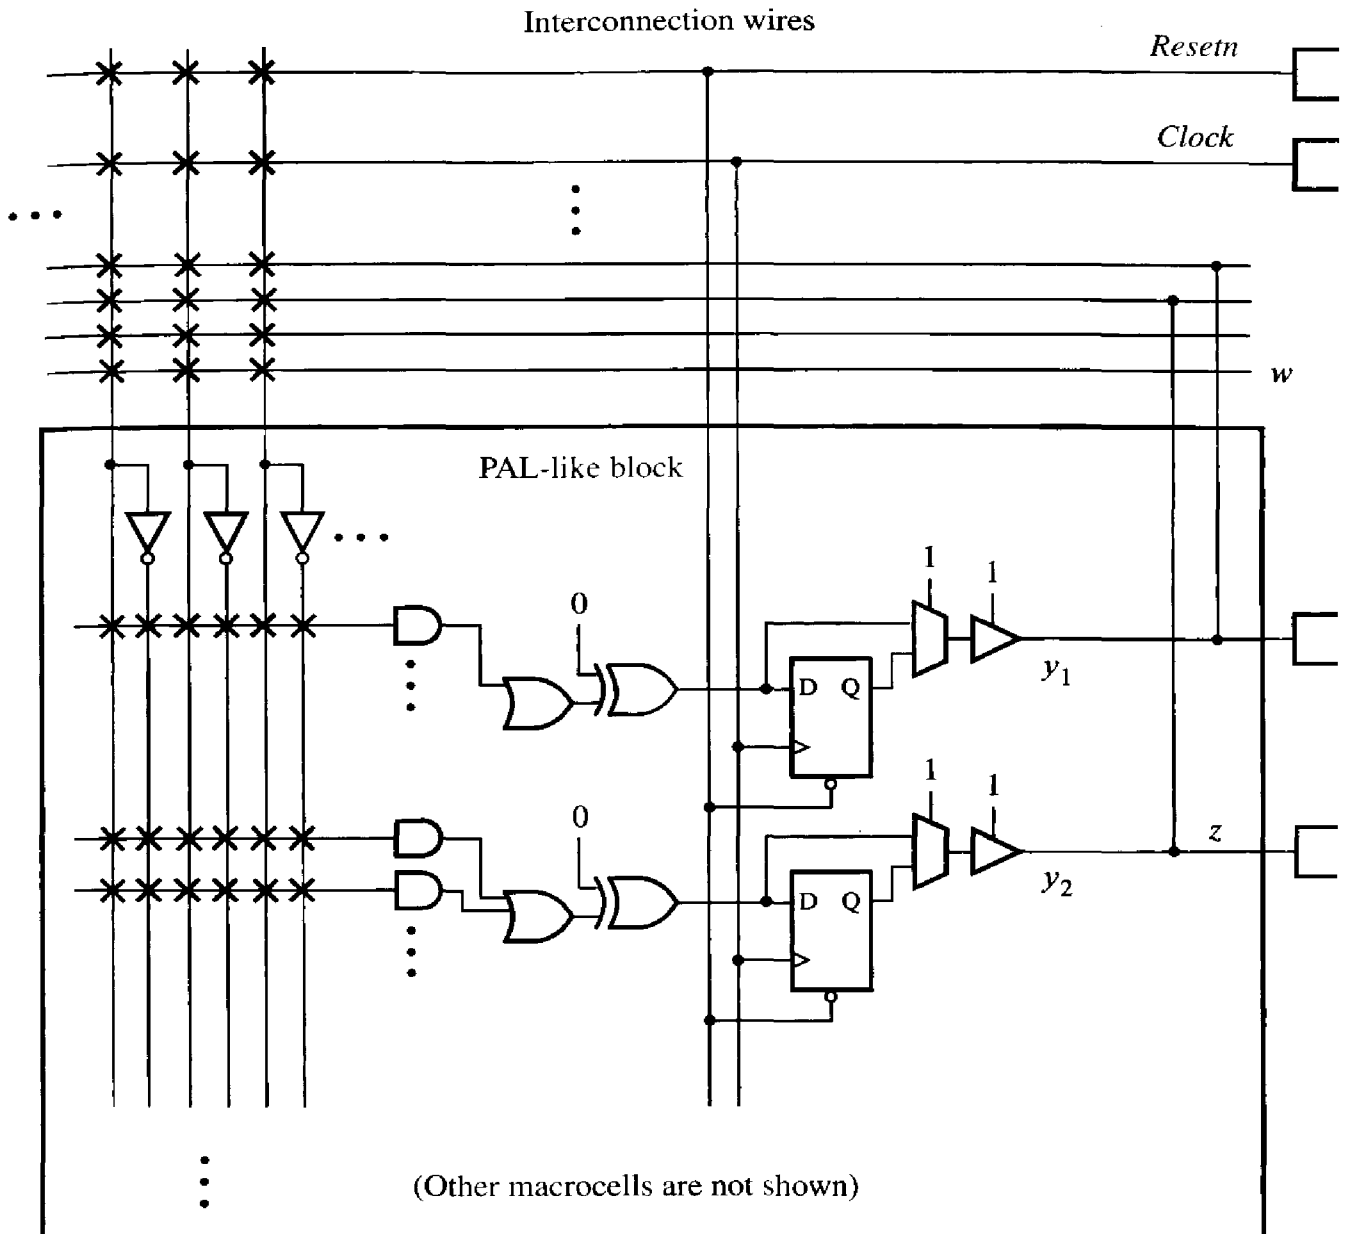 Interconnection wires
Resetn
Clock
w
PAL-like block
1
1
0
D Q
y1
1
1
0
z
D Q
y2
(Other macrocells are not shown)